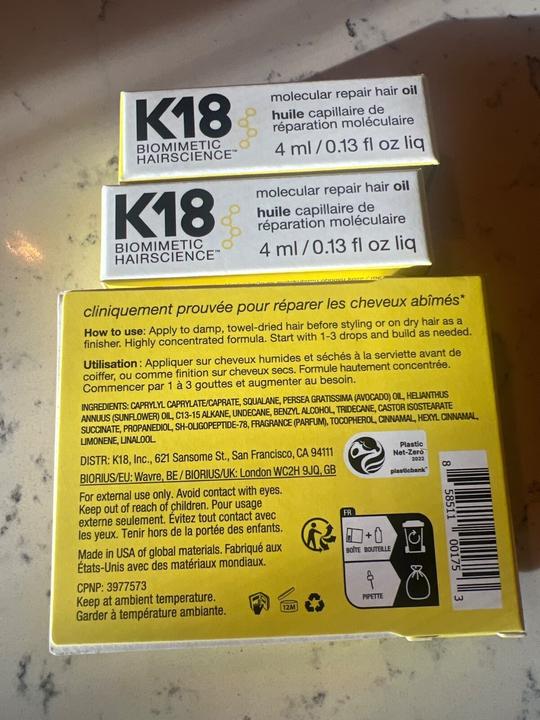 K18
BIOMIMETIC
HAIRSCIENCE™
molecular repair hair oil
huile capillaire de
réparation moléculaire
4 ml / 0.13 fl oz liq
K18
BIOMIMETIC
HAIRSCIENCE™
molecular repair hair oil
huile capillaire de
réparation moléculaire
4 ml / 0.13 fl oz liq
cliniquement prouvée pour réparer les cheveux abîmés*
How to use: Apply to damp, towel-dried hair before styling or on dry hair as a
finisher. Highly concentrated formula. Start with 1-3 drops and build as needed.
Utilisation : Appliquer sur cheveux humides et séchés à la serviette avant de
coiffer, ou comme finition sur cheveux secs. Formule hautement concentrée.
Commencer par 1 à 3 gouttes et augmenter au besoin.
INGREDIENTS: CAPRYLYL CAPRYLATE/CAPRATE, SQUALANE, PERSEA GRATISSIMA (AVOCADO) OIL, HELIANTHUS
ANNUUS (SUNFLOWER) OIL, C13-15 ALKANE, UNDECANE, BENZYL ALCOHOL, TRIDECANE, CASTOR ISOSTEARATE
SUCCINATE, PROPANEDIOL, SH-OLIGOPEPTIDE-78, FRAGRANCE (PARFUM), TOCOPHEROL, CINNAMAL, HEXYL CINNAMAL,
LIMONENE, LINALOOL.
DISTR: K18, Inc., 621 Sansome St., San Francisco, CA 94111
BIORIUS/EU: Wavre, BE / BIORIUS/UK: London WC2H 9JQ, GB
Plastic
Net-Zero
2022
plasticbank
For external use only. Avoid contact with eyes.
Keep out of reach of children. Pour usage
externe seulement. Évitez tout contact avec
les yeux. Tenir hors de la portée des enfants.
Made in USA of global materials. Fabriqué aux
États-Unis avec des matériaux mondiaux.
CPNP: 3977573
Keep at ambient temperature.
Garder à température ambiante.
12M
FR
BOÎTE + BOUTEILLE
PIPETTE
8 58511 00175 3